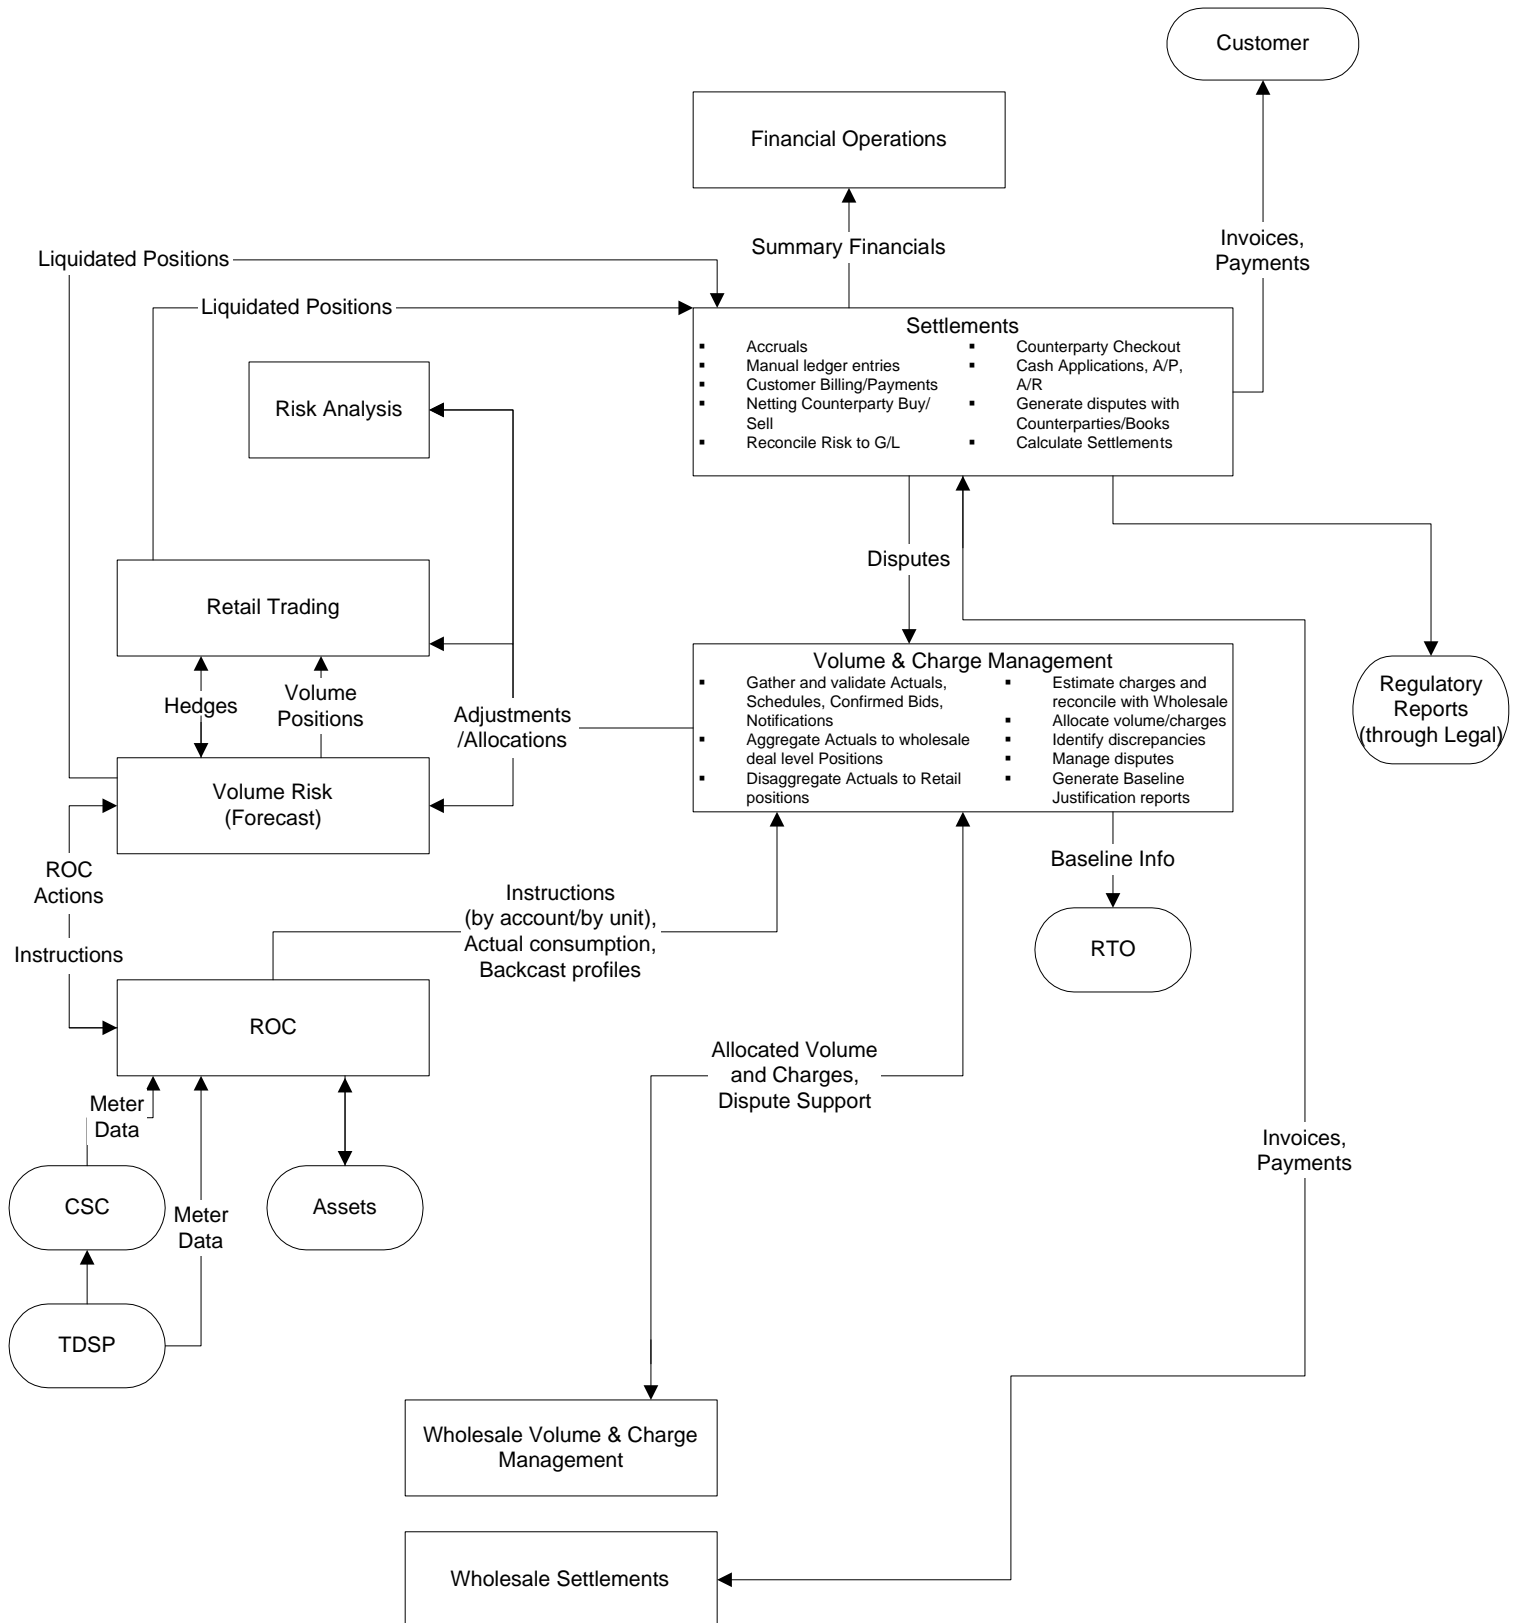 Customer
Financial Operations
Summary Financials
Invoices,
Payments
Liquidated Positions
Liquidated Positions
Settlements
▪ Accruals
▪ Manual ledger entries
▪ Customer Billing/Payments
▪ Netting Counterparty Buy/
Sell
▪ Reconcile Risk to G/L
▪ Counterparty Checkout
▪ Cash Applications, A/P,
A/R
▪ Generate disputes with
Counterparties/Books
▪ Calculate Settlements
Risk Analysis
Disputes
Retail Trading
Hedges
Volume
Positions
Adjustments
/Allocations
Volume & Charge Management
▪ Gather and validate Actuals,
Schedules, Confirmed Bids,
Notifications
▪ Aggregate Actuals to wholesale
deal level Positions
▪ Disaggregate Actuals to Retail
positions
▪ Estimate charges and
reconcile with Wholesale
▪ Allocate volume/charges
▪ Identify discrepancies
▪ Manage disputes
▪ Generate Baseline
Justification reports
Regulatory
Reports
(through Legal)
Volume Risk
(Forecast)
ROC
Actions
Instructions
Instructions
(by account/by unit),
Actual consumption,
Backcast profiles
Baseline Info
RTO
ROC
Allocated Volume
and Charges,
Dispute Support
Meter
Data
Invoices,
Payments
CSC
Meter
Data
Assets
TDSP
Wholesale Volume & Charge
Management
Wholesale Settlements